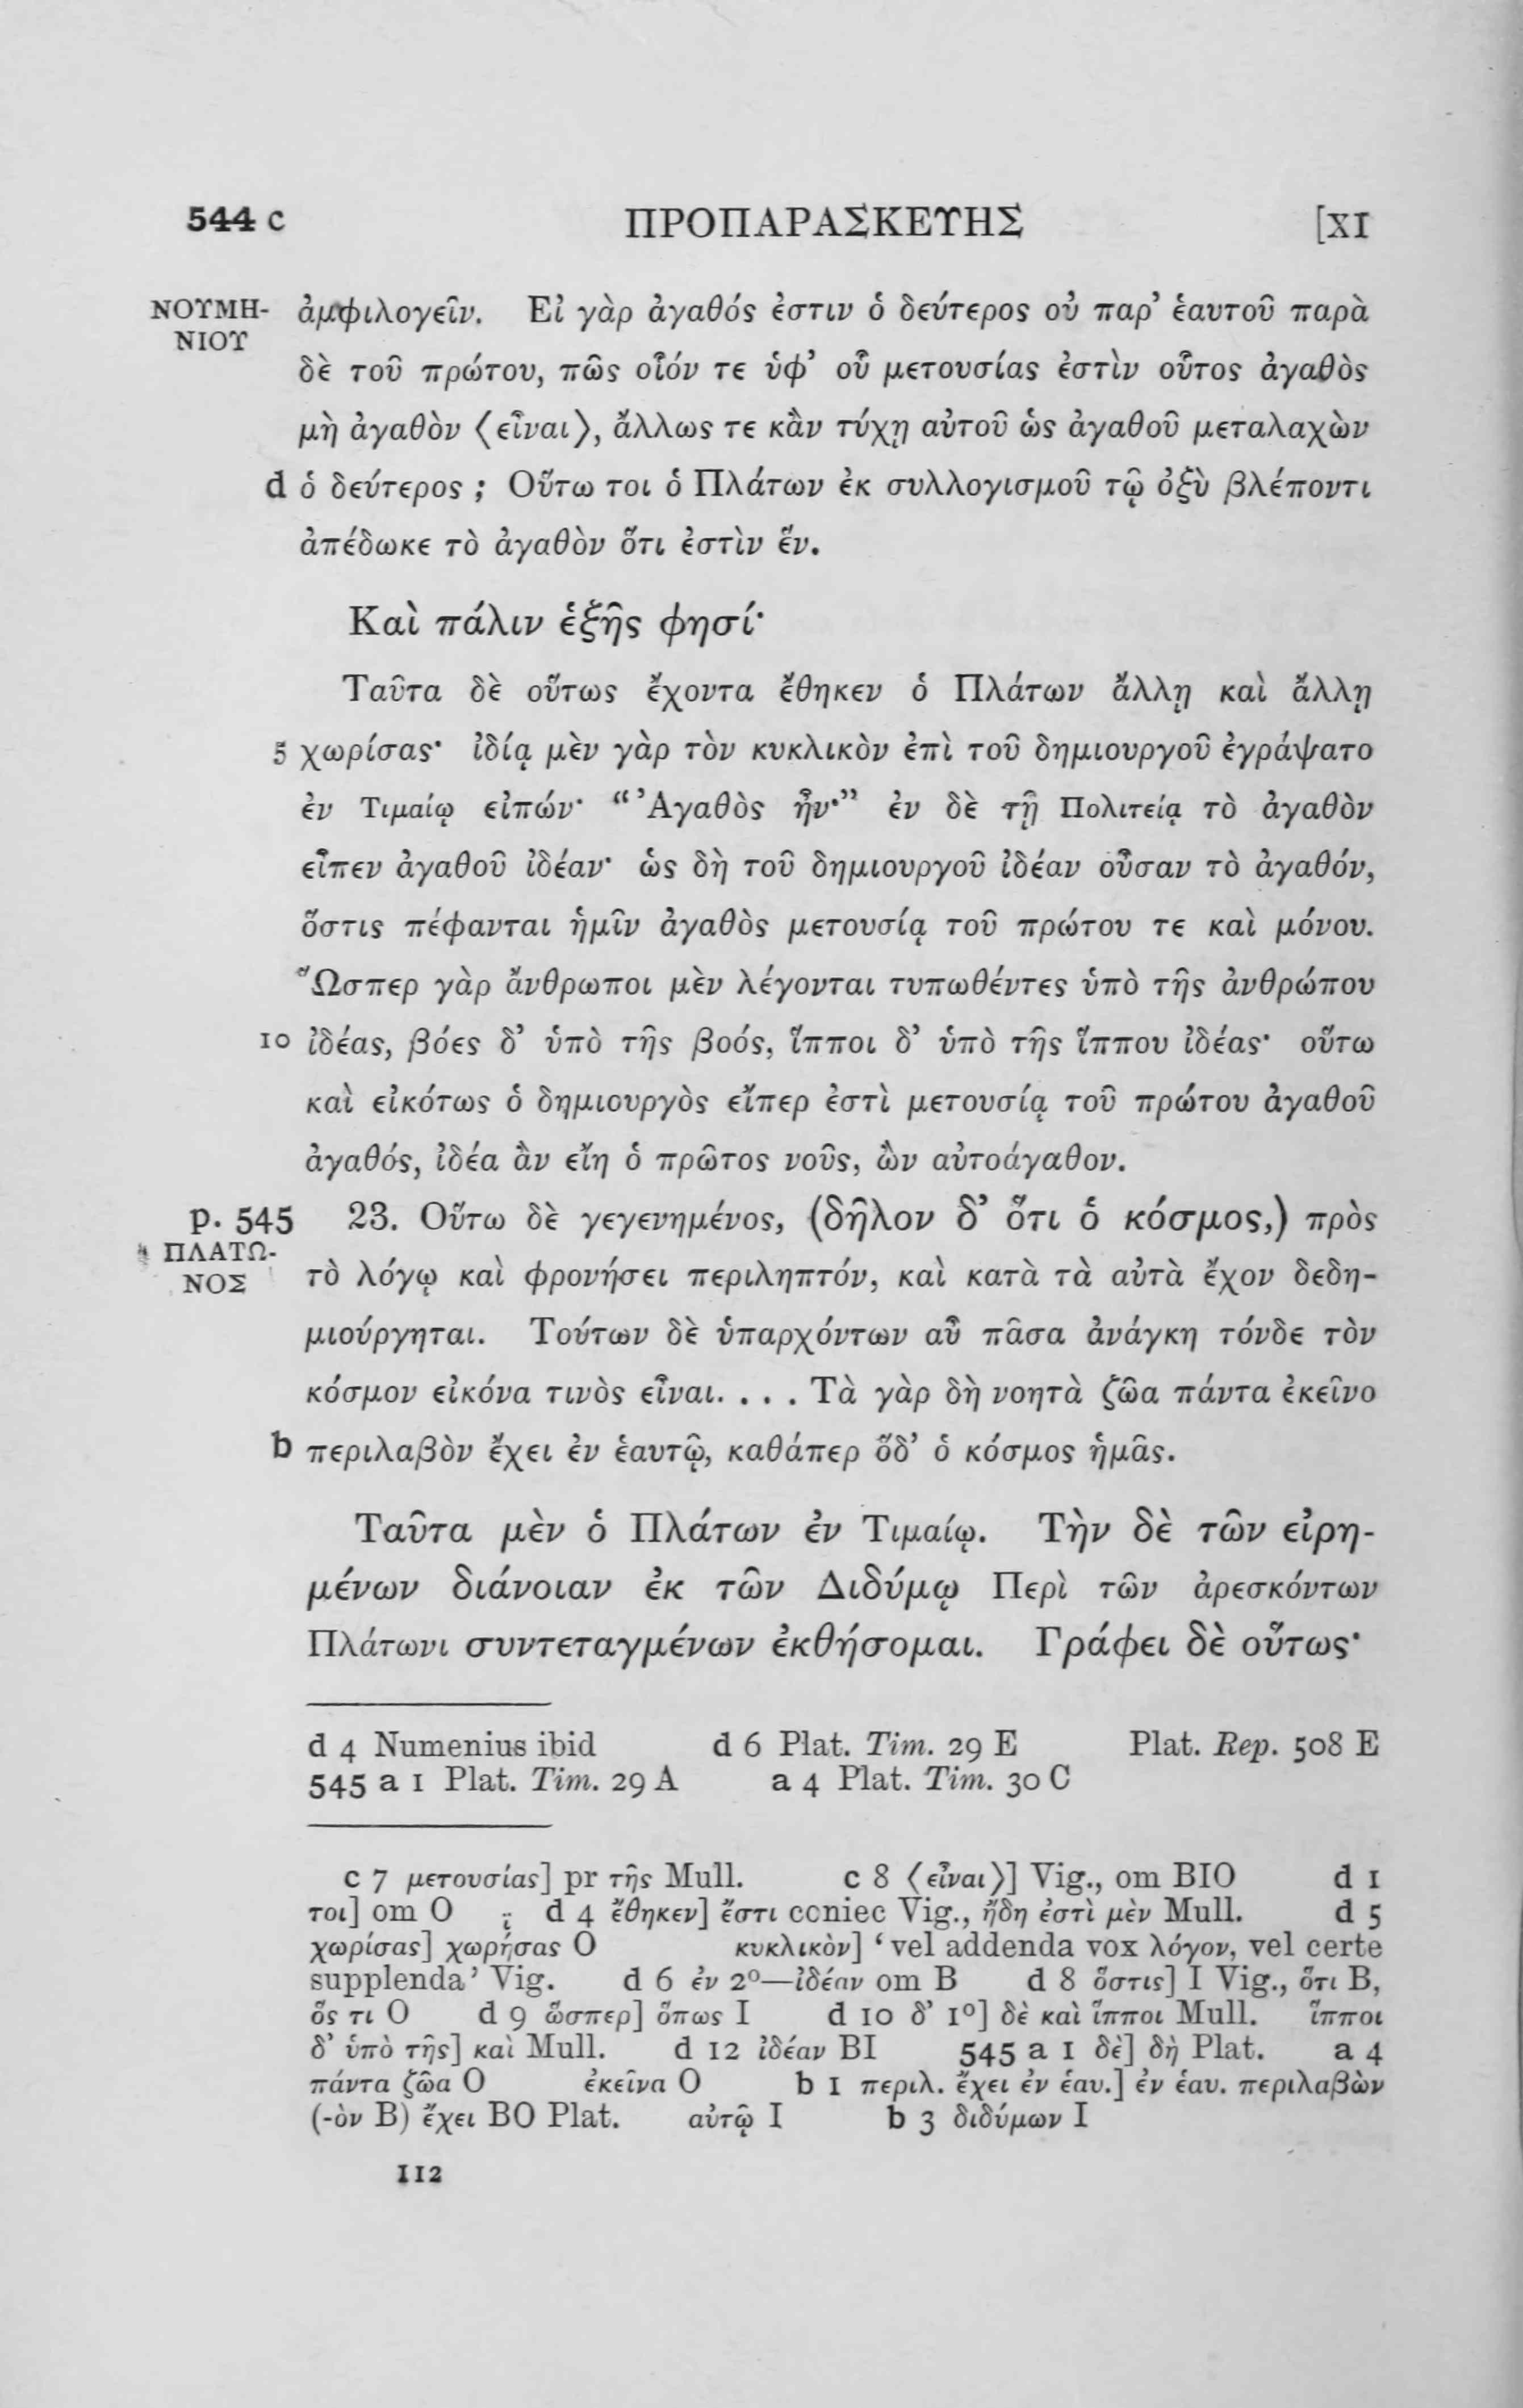 544 c ΠΡΟΠΑΡΑΣΚΕΥΗΣ [XI
ΝΟΥΜΗ- ἀμφιλογεῖν. Εἰ γὰρ ἀγαθός ἐστιν ὁ δεύτερος οὐ παρ’ ἑαυτοῦ παρὰ
ΝΙΟΥ
δὲ τοῦ πρώτου, πῶς οἷόν τε ὑφ’ οὗ μετουσίας ἐστὶν οὗτος ἀγαθὸς
μὴ ἀγαθὸν ⟨εἶναι⟩, ἄλλως τε κἂν τύχῃ αὐτοῦ ὡς ἀγαθοῦ μεταλαχὼν
d ὁ δεύτερος ; Οὕτω τοι ὁ Πλάτων ἐκ συλλογισμοῦ τῷ ὀξὺ βλέποντι
ἀπέδωκε τὸ ἀγαθὸν ὅτι ἐστὶν ἕν.
Καὶ πάλιν ἑξῆς φησί·
Ταῦτα δὲ οὕτως ἔχοντα ἔθηκεν ὁ Πλάτων ἄλλῃ καὶ ἄλλῃ
5 χωρίσας· ἰδίᾳ μὲν γὰρ τὸν κυκλικὸν ἐπὶ τοῦ δημιουργοῦ ἐγράψατο
ἐν Τιμαίῳ εἰπών· “’Αγαθὸς ἦν·” ἐν δὲ τῇ Πολιτείᾳ τὸ ἀγαθὸν
εἶπεν ἀγαθοῦ ἰδέαν· ὡς δὴ τοῦ δημιουργοῦ ἰδέαν οὖσαν τὸ ἀγαθόν,
ὅστις πέφανται ἡμῖν ἀγαθὸς μετουσίᾳ τοῦ πρώτου τε καὶ μόνου.
Ὥσπερ γὰρ ἄνθρωποι μὲν λέγονται τυπωθέντες ὑπὸ τῆς ἀνθρώπου
10 ἰδέας, βόες δ’ ὑπὸ τῆς βοός, ἵπποι δ’ ὑπὸ τῆς ἵππου ἰδέας· οὕτω
καὶ εἰκότως ὁ δημιουργὸς εἴπερ ἐστὶ μετουσίᾳ τοῦ πρώτου ἀγαθοῦ
ἀγαθός, ἰδέα ἂν εἴη ὁ πρῶτος νοῦς, ὢν αὐτοάγαθον.
p. 545 23. Οὕτω δὲ γεγενημένος, (δῆλον δ’ ὅτι ὁ κόσμος,) πρὸς
ΠΛΑΤΩ-
ΝΟΣ τὸ λόγῳ καὶ φρονήσει περιληπτόν, καὶ κατὰ τὰ αὐτὰ ἔχον δεδη-
μιούργηται. Τούτων δὲ ὑπαρχόντων αὖ πᾶσα ἀνάγκη τόνδε τὸν
κόσμον εἰκόνα τινὸς εἶναι. . . . Τὰ γὰρ δὴ νοητὰ ζῶα πάντα ἐκεῖνο
b περιλαβὸν ἔχει ἐν ἑαυτῷ, καθάπερ ὅδ’ ὁ κόσμος ἡμᾶς.
Ταῦτα μὲν ὁ Πλάτων ἐν Τιμαίῳ. Τὴν δὲ τῶν εἰρη-
μένων διάνοιαν ἐκ τῶν Διδύμῳ Περὶ τῶν ἀρεσκόντων
Πλάτωνι συντεταγμένων ἐκθήσομαι. Γράφει δὲ οὕτως·
d 4 Numenius ibid d 6 Plat. Tim. 29 E Plat. Rep. 508 E
545 a 1 Plat. Tim. 29 A a 4 Plat. Tim. 30 C
c 7 μετουσίας] pr τῆς Mull. c 8 ⟨εἶναι⟩] Vig., om BIO d 1
τοι] om O d 4 ἔθηκεν] ἔστι coniec Vig., ἤδη ἐστὶ μὲν Mull. d 5
χωρίσας] χωρήσας O κυκλικὸν] ‘vel addenda vox λόγον, vel certe
supplenda’ Vig. d 6 ἐν 2º—ἰδέαν om B d 8 ὅστις] I Vig., ὅτι B,
ὅς τι O d 9 ὥσπερ] ὅπως I d 10 δ’ 1º] δὲ καὶ ἵπποι Mull. ἵπποι
δ’ ὑπὸ τῆς] καὶ Mull. d 12 ἰδέαν BI 545 a 1 δὲ] δὴ Plat. a 4
πάντα ζῶα O ἐκεῖνα O b 1 περιλ. ἔχει ἐν ἑαυ.] ἐν ἑαυ. περιλαβὼν
(-ὸν B) ἔχει BO Plat. αὐτῷ I b 3 διδύμων I
112